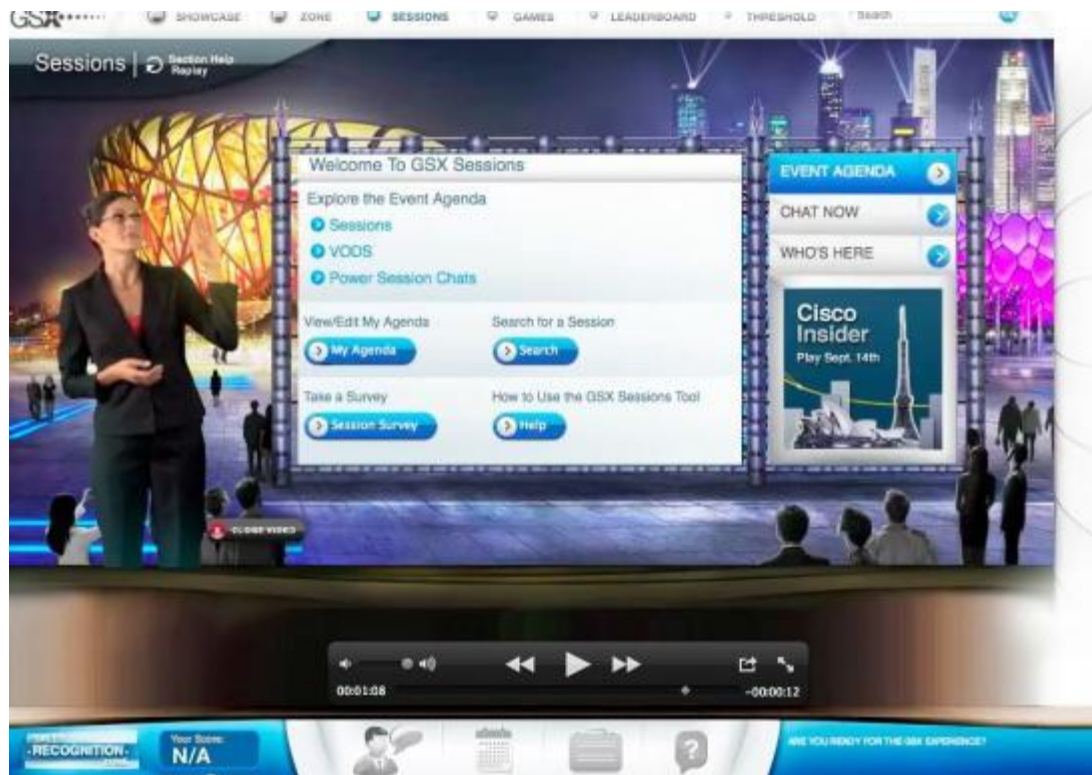 GSX
SHOWCASE
ZONE
SESSIONS
GAMES
LEADERBOARD
THRESHOLD
Search
Sessions
Section Help
Replay
Welcome To GSX Sessions
Explore the Event Agenda
Sessions
VODS
Power Session Chats
View/Edit My Agenda
Search for a Session
My Agenda
Search
Take a Survey
How to Use the GSX Sessions Tool
Session Survey
Help
EVENT AGENDA
CHAT NOW
WHO'S HERE
Cisco
Insider
Play Sept. 14th
CLOSE VIDEO
00:01:08
-00:00:12
RECOGNITION
ZONE
Your Score:
N/A
?
ARE YOU READY FOR THE GSX EXPERIENCE?